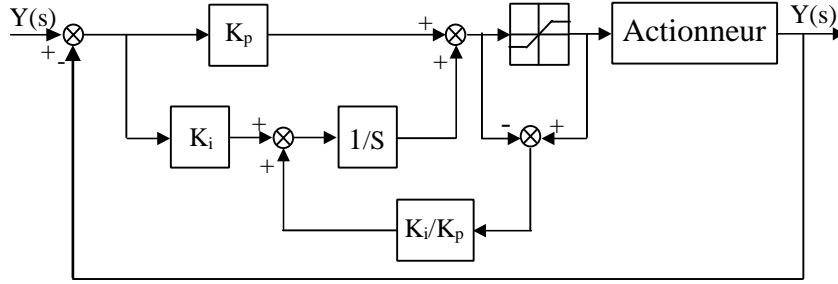 Y(s)
+
-
Kp
+
+
Actionneur
Y(s)
Ki
+
+
1/S
-
+
Ki/Kp